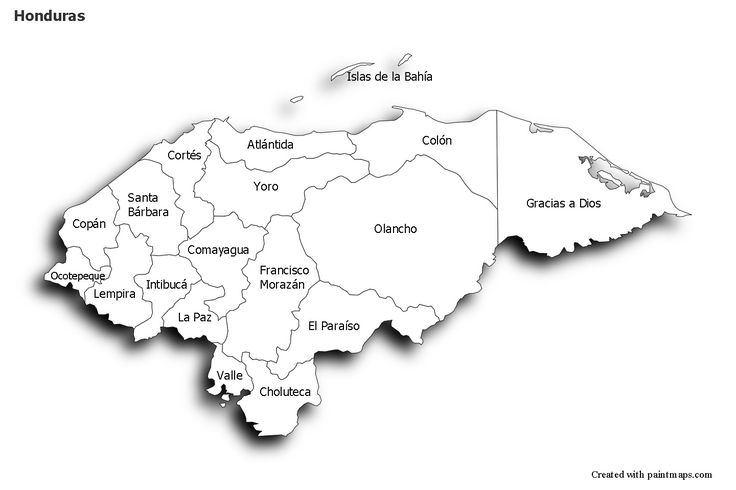 Honduras
Islas de la Bahía
Atlántida
Colón
Cortés
Yoro
Santa
Bárbara
Gracias a Dios
Copán
Olancho
Comayagua
Ocotepeque
Intibucá
Francisco
Morazán
Lempira
La Paz
El Paraíso
Valle
Choluteca
Created with paintmaps.com